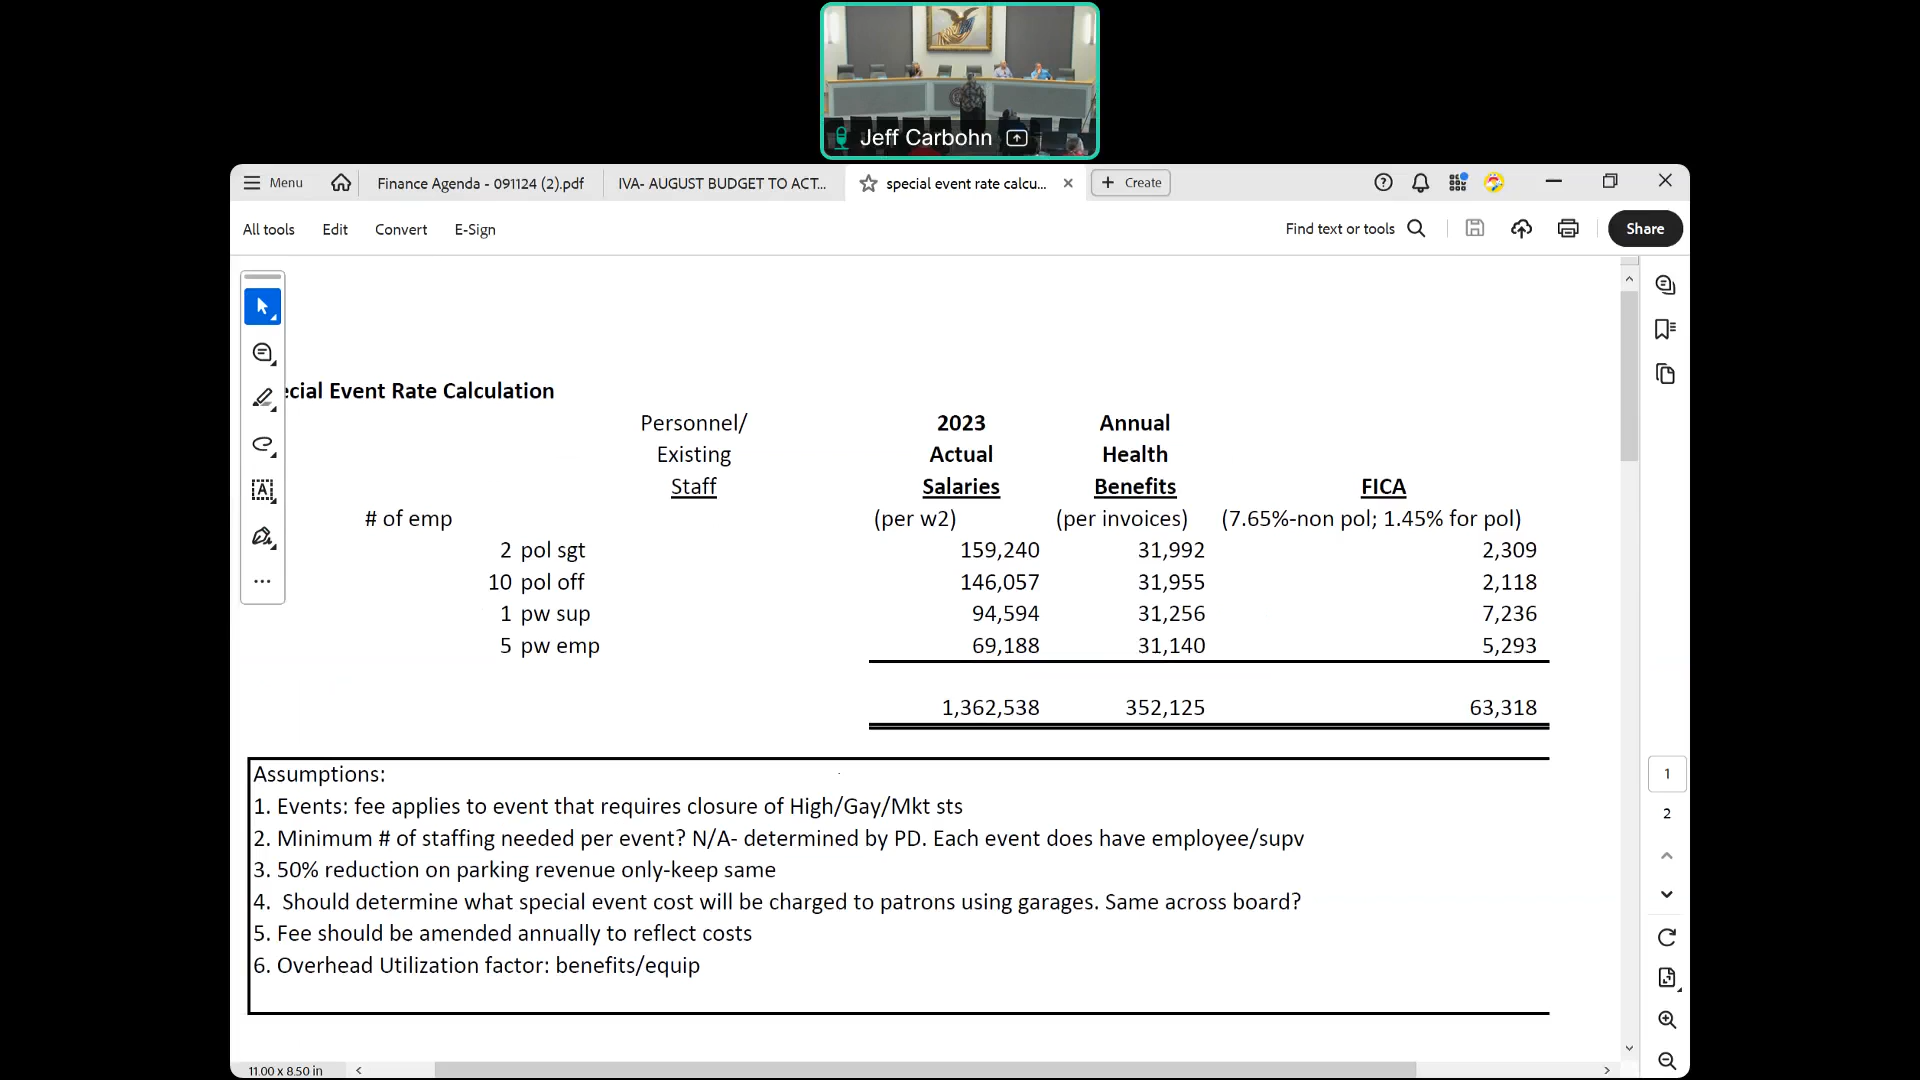 Jeff Carbohn
Menu
Finance Agenda - 091124 (2).pdf
IVA- AUGUST BUDGET TO ACT...
special event rate calcu...
Create
All tools
Edit
Convert
E-Sign
Find text or tools
Share
ecial Event Rate Calculation
Personnel/ 2023 Annual
Existing Actual Health
Staff Salaries Benefits FICA
# of emp (per w2) (per invoices) (7.65%-non pol; 1.45% for pol)
2 pol sgt 159,240 31,992 2,309
10 pol off 146,057 31,955 2,118
1 pw sup 94,594 31,256 7,236
5 pw emp 69,188 31,140 5,293
1,362,538 352,125 63,318
Assumptions:
1. Events: fee applies to event that requires closure of High/Gay/Mkt sts
2. Minimum # of staffing needed per event? N/A- determined by PD. Each event does have employee/supv
3. 50% reduction on parking revenue only-keep same
4. Should determine what special event cost will be charged to patrons using garages. Same across board?
5. Fee should be amended annually to reflect costs
6. Overhead Utilization factor: benefits/equip
1
2
11.00 x 8.50 in